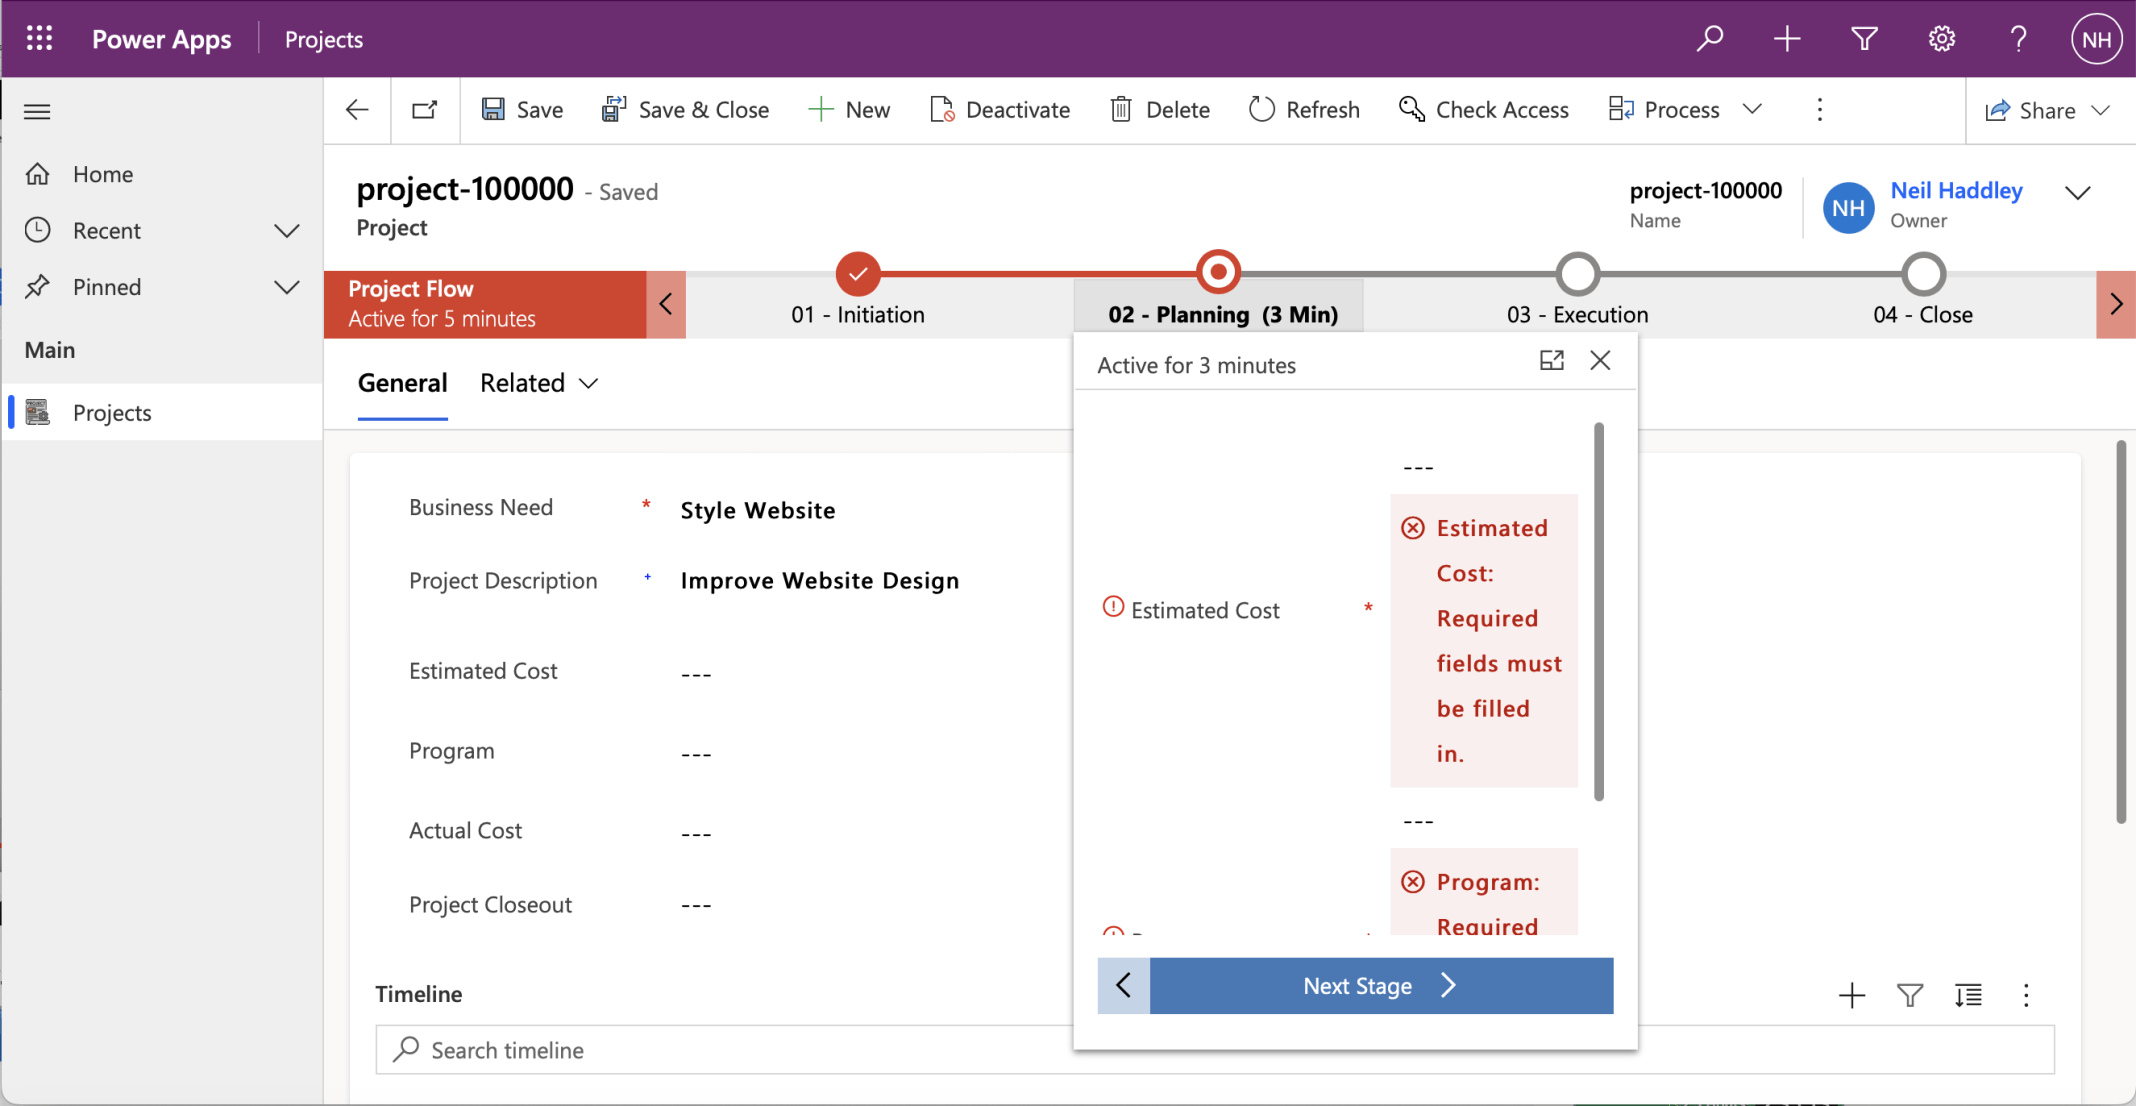 Power Apps
Projects
NH
Save
Save & Close
New
Deactivate
Delete
Refresh
Check Access
Process
Share
Home
Recent
Pinned
Main
Projects
project-100000 - Saved
Project
project-100000
Name
NH
Neil Haddley
Owner
Project Flow
Active for 5 minutes
01 - Initiation
02 - Planning (3 Min)
03 - Execution
04 - Close
General
Related
Active for 3 minutes
Business Need * Style Website
Project Description + Improve Website Design
Estimated Cost ---
Program ---
Actual Cost ---
Project Closeout ---
---
Estimated Cost *
Estimated
Cost:
Required
fields must
be filled
in.
---
Program:
Required
Next Stage
Timeline
Search timeline